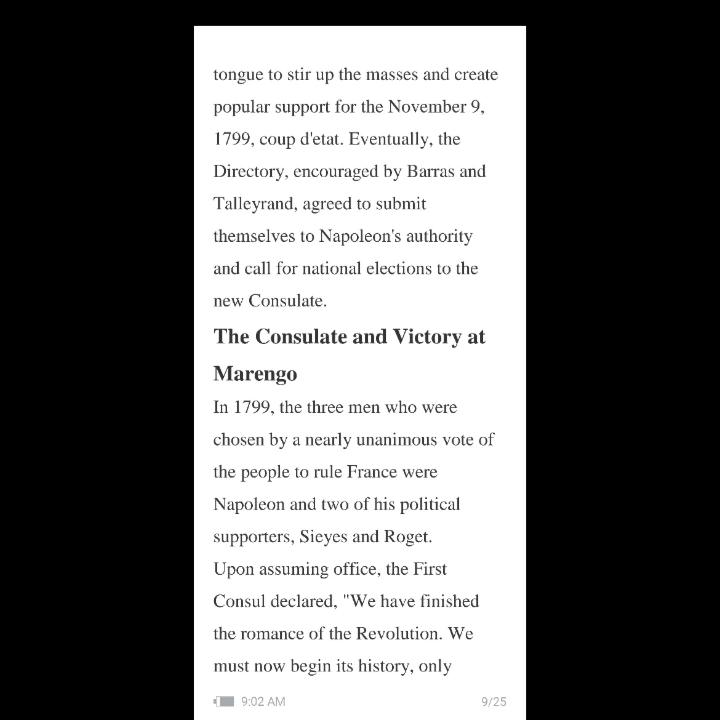 tongue to stir up the masses and create
popular support for the November 9,
1799, coup d'etat. Eventually, the
Directory, encouraged by Barras and
Talleyrand, agreed to submit
themselves to Napoleon's authority
and call for national elections to the
new Consulate.
The Consulate and Victory at
Marengo
In 1799, the three men who were
chosen by a nearly unanimous vote of
the people to rule France were
Napoleon and two of his political
supporters, Sieyes and Roget.
Upon assuming office, the First
Consul declared, "We have finished
the romance of the Revolution. We
must now begin its history, only
9:02 AM 9/25